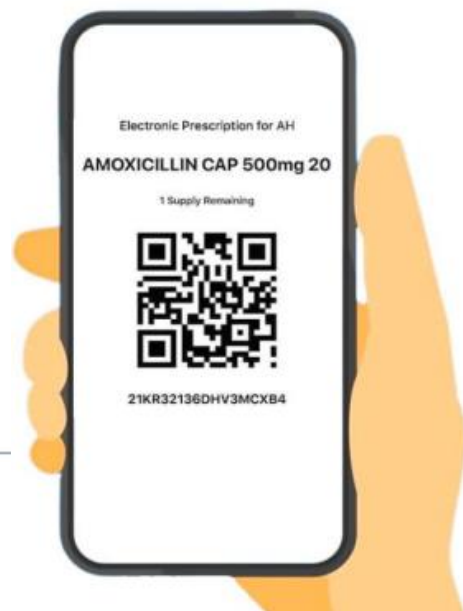 Electronic Prescription for AH
AMOXICILLIN CAP 500mg 20
1 Supply Remaining
21KR32136DHV3MCXB4